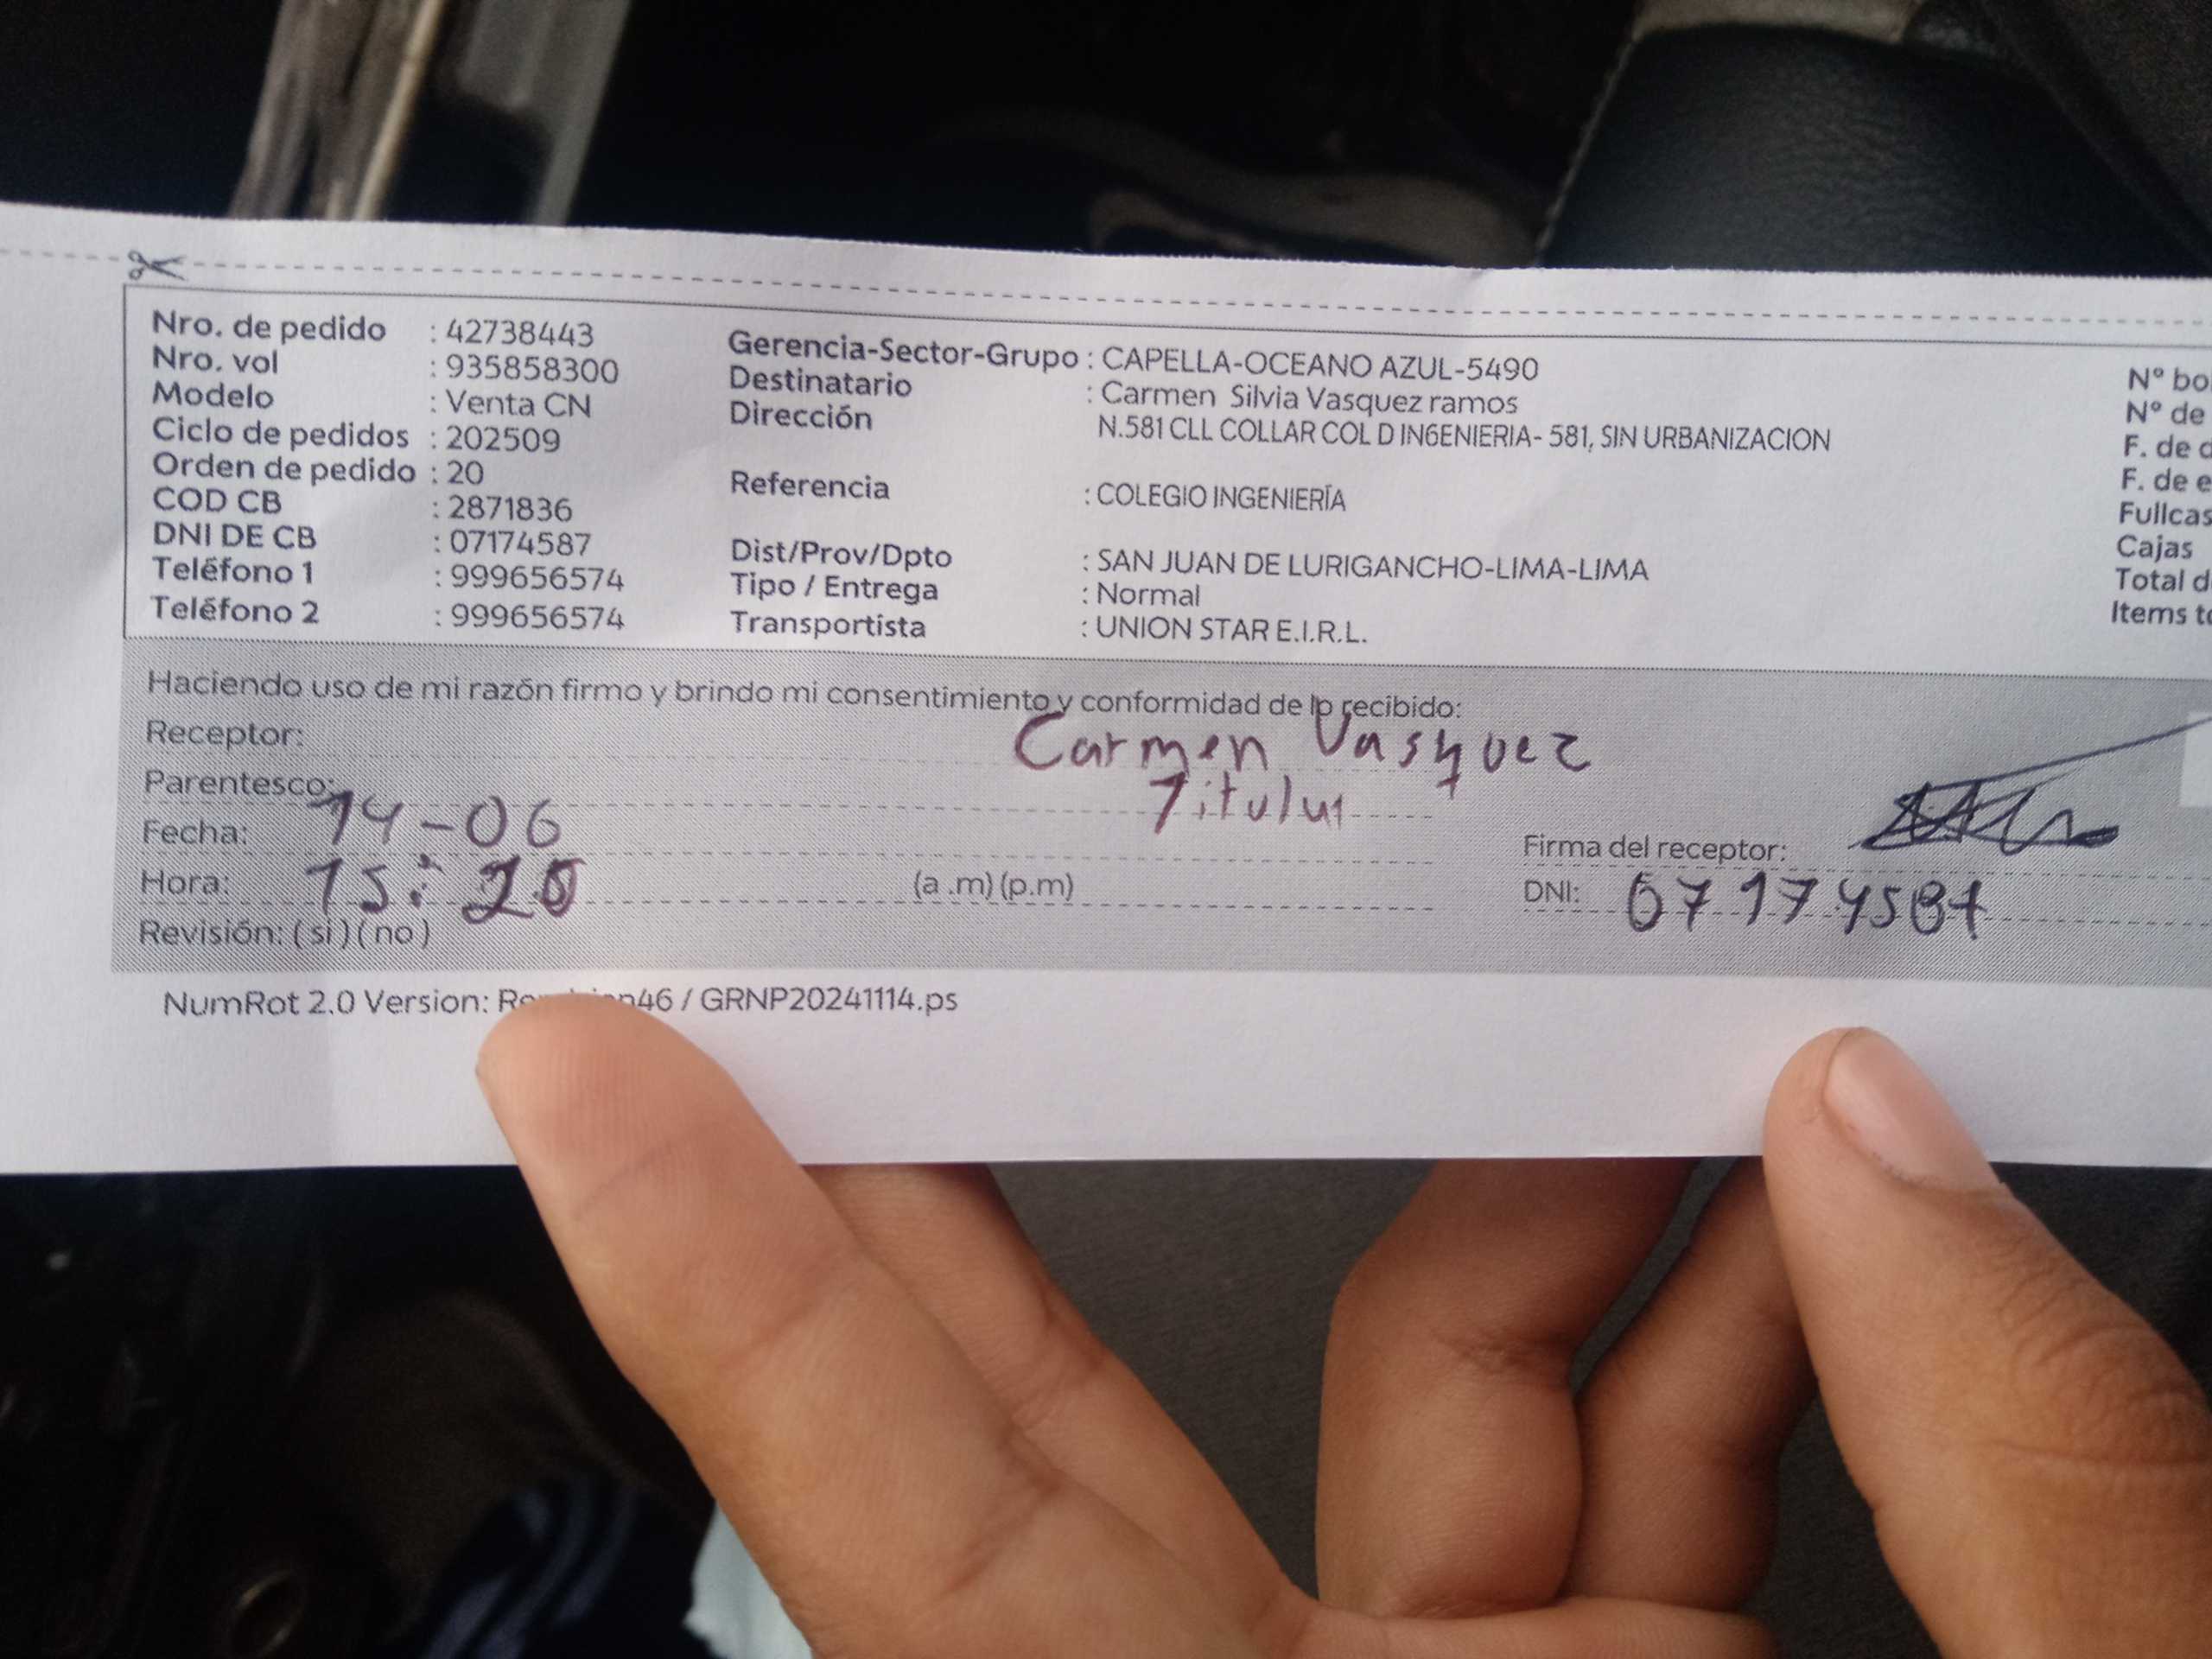 Nro. de pedido : 42738443
Nro. vol : 935858300
Modelo : Venta CN
Ciclo de pedidos : 202509
Orden de pedido : 20
COD CB : 2871836
DNI DE CB : 07174587
Teléfono 1 : 999656574
Teléfono 2 : 999656574
Gerencia-Sector-Grupo : CAPELLA-OCEANO AZUL-5490
Destinatario : Carmen Silvia Vasquez ramos
Dirección N.581 CLL COLLAR COL D IN6ENIERIA- 581, SIN URBANIZACION
Referencia : COLEGIO INGENIERÍA
Dist/Prov/Dpto : SAN JUAN DE LURIGANCHO-LIMA-LIMA
Tipo / Entrega : Normal
Transportista : UNION STAR E.I.R.L.
N° bo
N° de
F. de
F. de e
Fullcas
Cajas
Total d
Items to
Haciendo uso de mi razón firmo y brindo mi consentimiento y conformidad de lo recibido:
Receptor: Carmen Vasquez
Parentesco: Titular
Fecha: 14-06
Hora: 15:20 (a .m) (p.m)
Revisión: ( si ) ( no )
Firma del receptor:
DNI: 07174587
NumRot 2.0 Version: 46 / GRNP20241114.ps